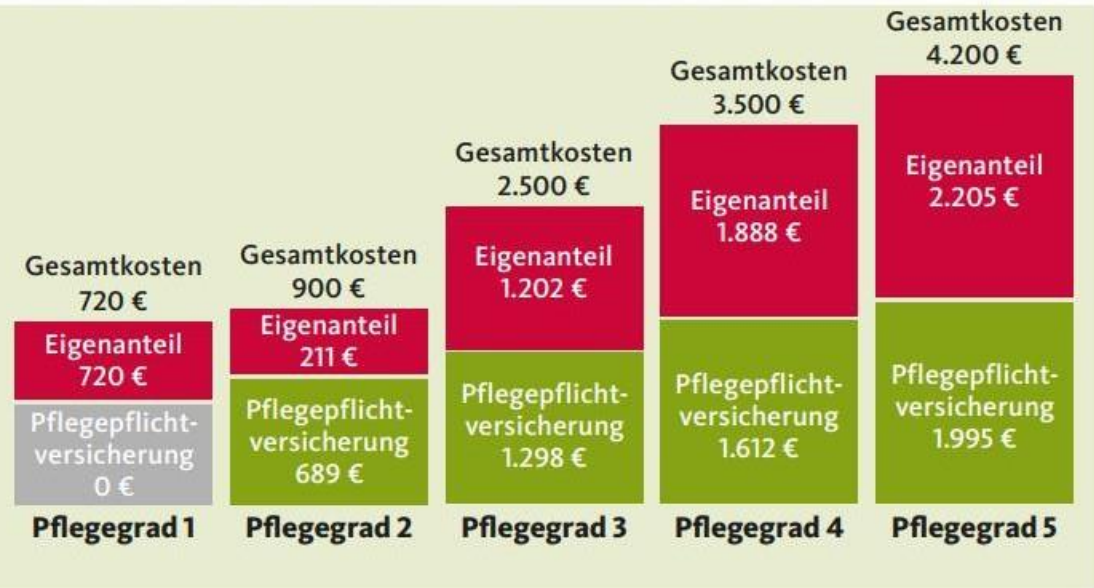 Gesamtkosten
720 €
Eigenanteil
720 €
Pflegepflicht-
versicherung
0 €
Pflegegrad 1
Gesamtkosten
900 €
Eigenanteil
211 €
Pflegepflicht-
versicherung
689 €
Pflegegrad 2
Gesamtkosten
2.500 €
Eigenanteil
1.202 €
Pflegepflicht-
versicherung
1.298 €
Pflegegrad 3
Gesamtkosten
3.500 €
Eigenanteil
1.888 €
Pflegepflicht-
versicherung
1.612 €
Pflegegrad 4
Gesamtkosten
4.200 €
Eigenanteil
2.205 €
Pflegepflicht-
versicherung
1.995 €
Pflegegrad 5